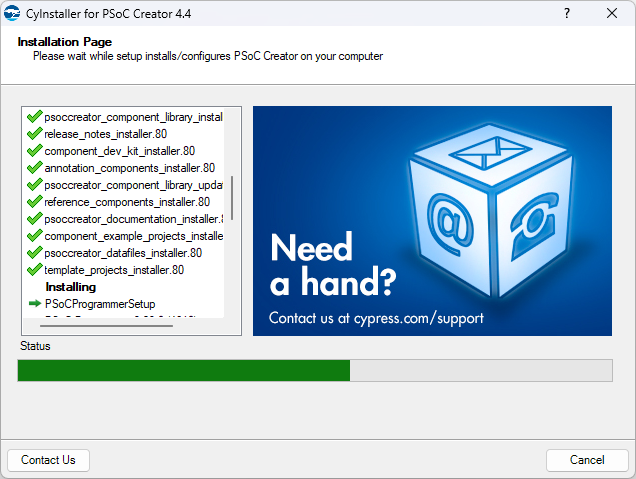 CyInstaller for PSoC Creator 4.4
Installation Page
Please wait while setup installs/configures PSoC Creator on your computer
psoccreator_component_library_instal
release_notes_installer.80
component_dev_kit_installer.80
annotation_components_installer.80
psoccreator_component_library_updat
reference_components_installer.80
psoccreator_documentation_installer.
component_example_projects_installe
psoccreator_datafiles_installer.80
template_projects_installer.80
Installing
PSoCProgrammerSetup
Need
a hand?
Contact us at cypress.com/support
@
Status
Contact Us
Cancel